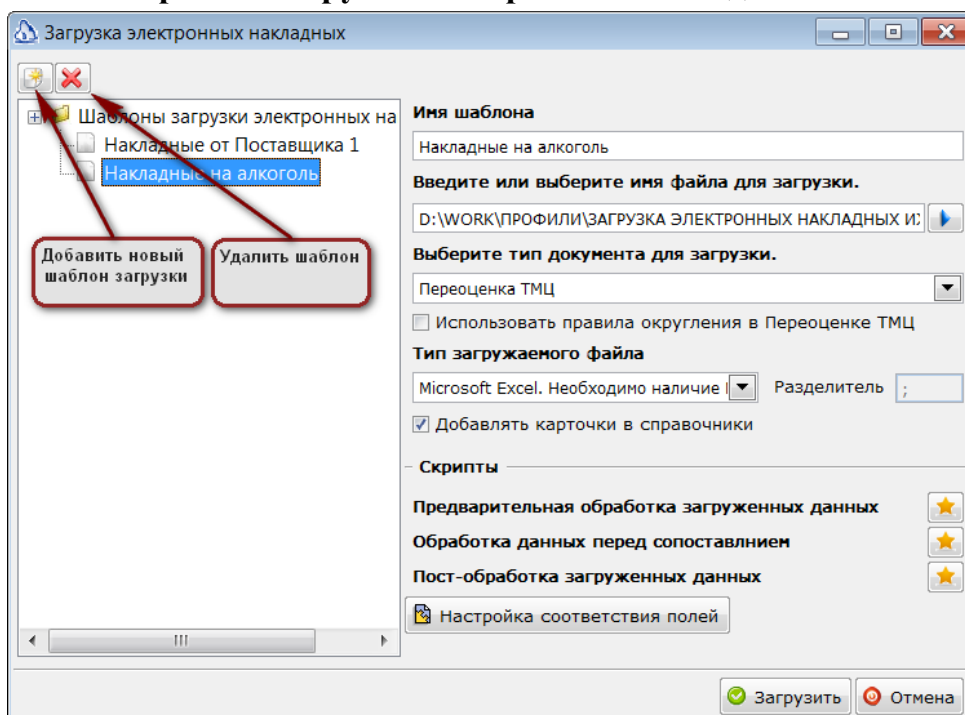 Загрузка электронных накладных
Шаблоны загрузки электронных на
Накладные от Поставщика 1
Накладные на алкоголь
Добавить новый
шаблон загрузки
Удалить шаблон
Имя шаблона
Накладные на алкоголь
Введите или выберите имя файла для загрузки.
D:\WORK\ПРОФИЛИ\ЗАГРУЗКА ЭЛЕКТРОННЫХ НАКЛАДНЫХ
Выберите тип документа для загрузки.
Переоценка ТМЦ
Использовать правила округления в Переоценке ТМЦ
Тип загружаемого файла
Microsoft Excel. Необходимо наличие
Разделитель ;
Добавлять карточки в справочники
Скрипты
Предварительная обработка загруженных данных
Обработка данных перед сопоставлнием
Пост-обработка загруженных данных
Настройка соответствия полей
Загрузить
Отмена